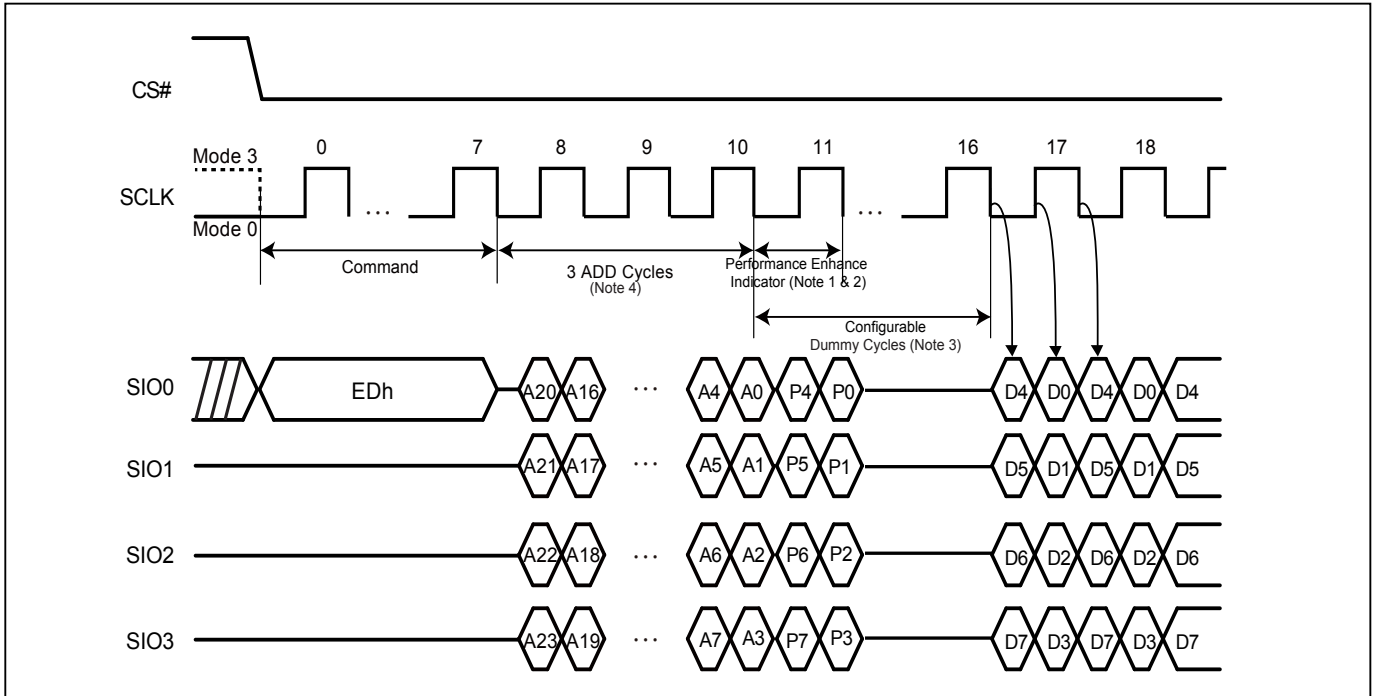 CS#
0 7 8 9 10 11 16 17 18
Mode 3
SCLK
...
...
Mode 0
Command
3 ADD Cycles
(Note 4)
Performance Enhance
Indicator (Note 1 & 2)
Configurable
Dummy Cycles (Note 3)
SIO0 EDh A20 A16 ... A4 A0 P4 P0 D4 D0 D4 D0 D4
SIO1 A21 A17 ... A5 A1 P5 P1 D5 D1 D5 D1 D5
SIO2 A22 A18 ... A6 A2 P6 P2 D6 D2 D6 D2 D6
SIO3 A23 A19 ... A7 A3 P7 P3 D7 D3 D7 D3 D7